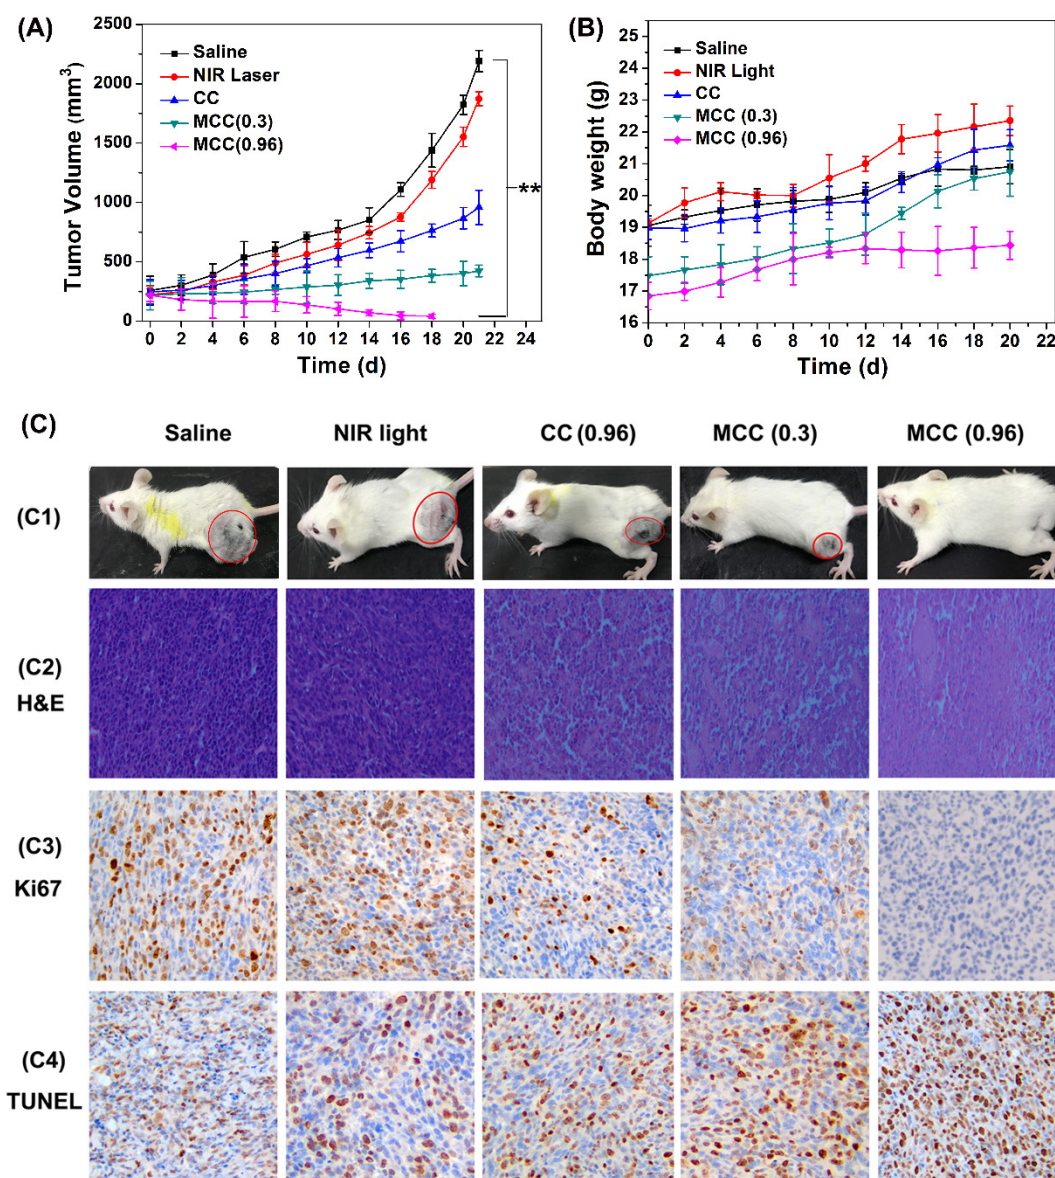 (A)
2500
2000
1500
1000
500
0
Tumor Volume (mm³)
Saline
NIR Laser
CC
MCC(0.3)
MCC(0.96)
**
0 2 4 6 8 10 12 14 16 18 20 22 24
Time (d)
(B)
25
24
23
22
21
20
19
18
17
16
Body weight (g)
Saline
NIR Light
CC
MCC (0.3)
MCC (0.96)
0 2 4 6 8 10 12 14 16 18 20 22
Time (d)
(C)
Saline NIR light CC (0.96) MCC (0.3) MCC (0.96)
(C1)
(C2)
H&E
(C3)
Ki67
(C4)
TUNEL